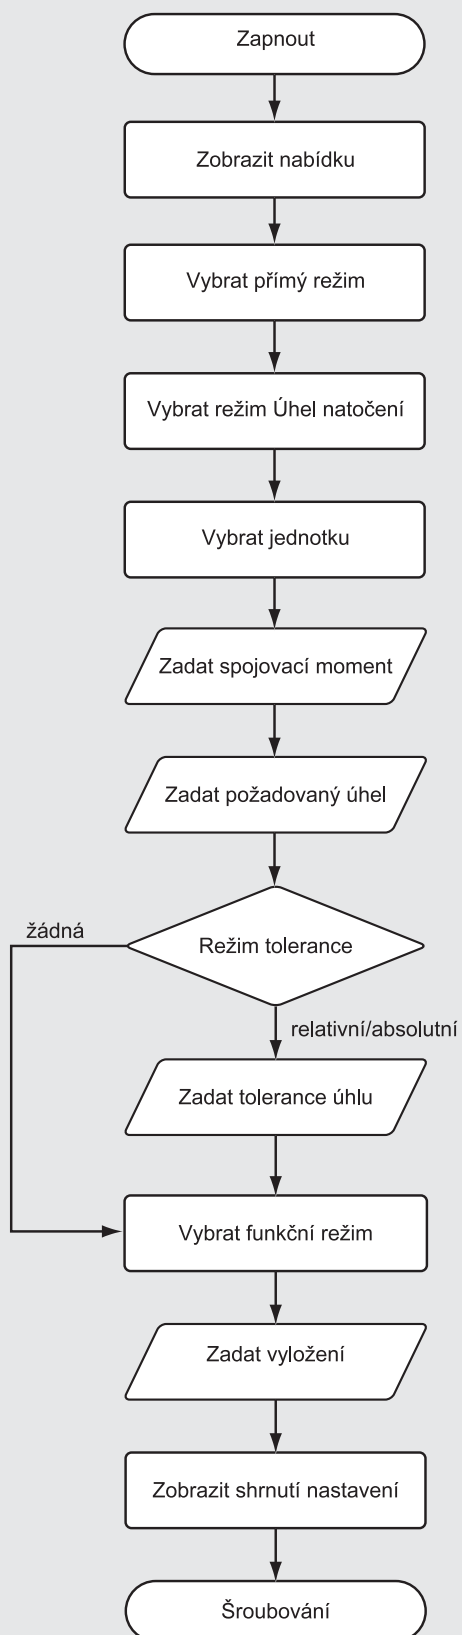 Zapnout
Zobrazit nabídku
Vybrat přímý režim
Vybrat režim Úhel natočení
Vybrat jednotku
Zadat spojovací moment
Zadat požadovaný úhel
žádná
Režim tolerance
relativní/absolutní
Zadat tolerance úhlu
Vybrat funkční režim
Zadat vyložení
Zobrazit shrnutí nastavení
Šroubování